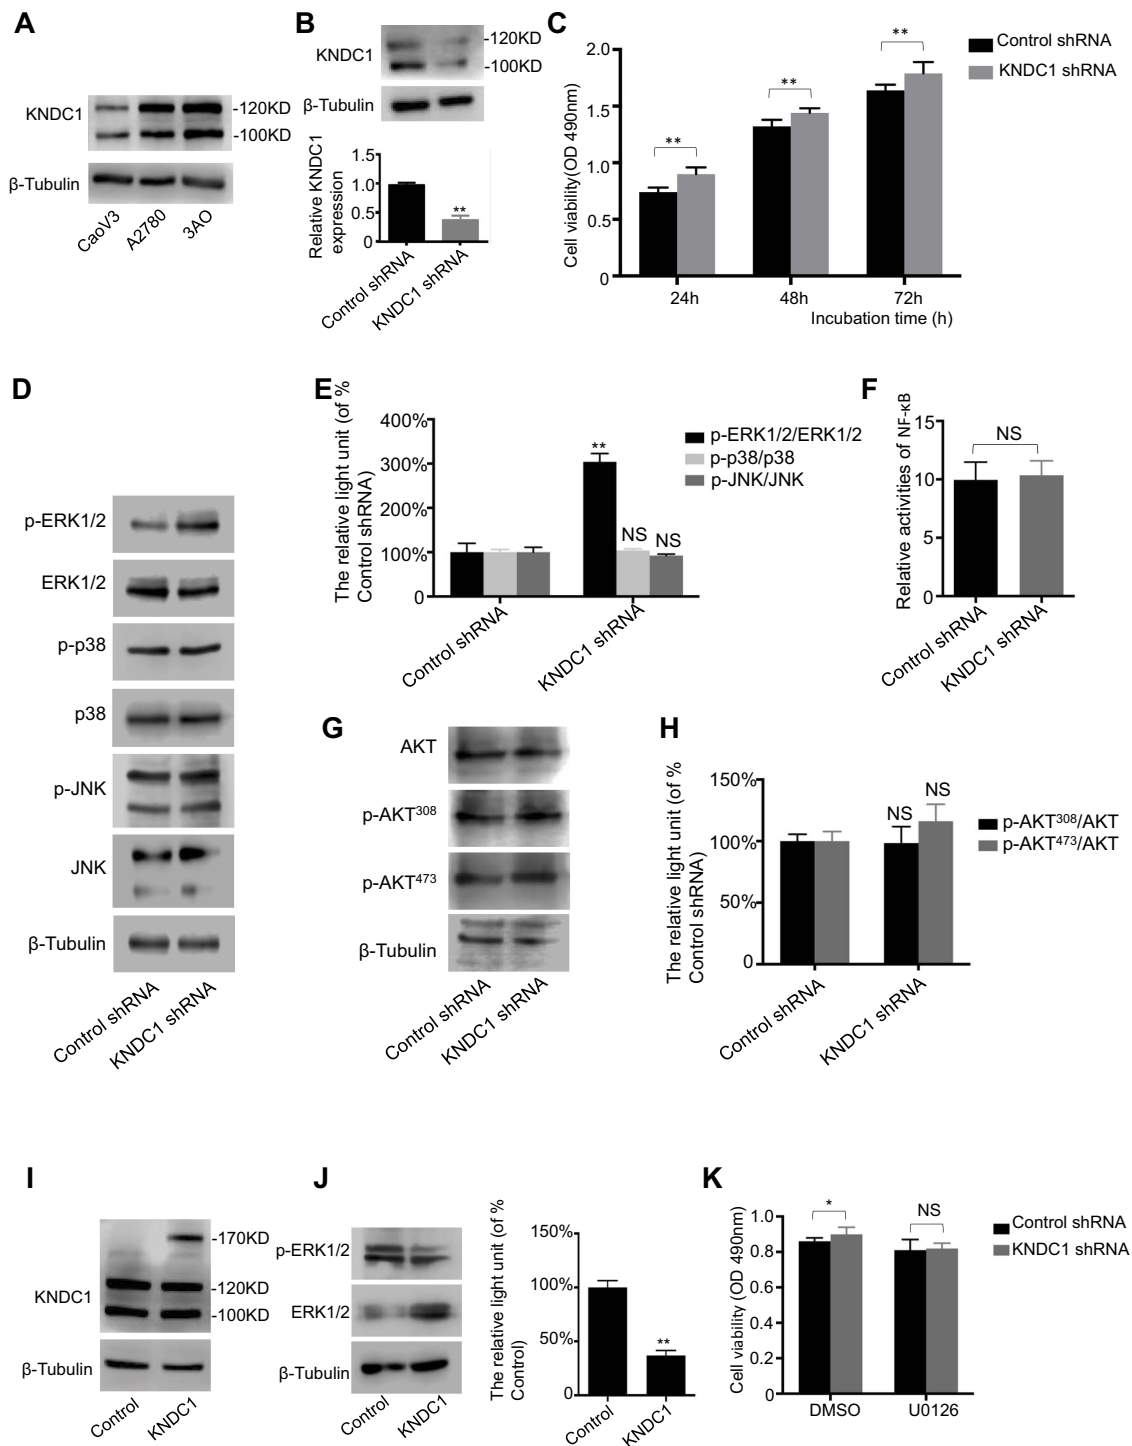 A
KNDC1
-120KD
-100KD
β-Tubulin
CaoV3
A2780
3AO
B
KNDC1
-120KD
-100KD
β-Tubulin
Relative KNDC1
expression
1.5
1.0
0.5
0
**
Control shRNA
KNDC1 shRNA
C
Cell viability(OD 490nm)
2.0
1.5
1.0
0.5
0
**
**
**
24h
48h
72h
Incubation time (h)
Control shRNA
KNDC1 shRNA
D
p-ERK1/2
ERK1/2
p-p38
p38
p-JNK
JNK
β-Tubulin
Control shRNA
KNDC1 shRNA
E
The relative light unit (of %
Control shRNA)
400%
300%
200%
100%
0
**
NS
NS
Control shRNA
KNDC1 shRNA
p-ERK1/2/ERK1/2
p-p38/p38
p-JNK/JNK
F
Relative activities of NF-κB
15
10
5
0
NS
Control shRNA
KNDC1 shRNA
G
AKT
p-AKT³⁰⁸
p-AKT⁴⁷³
β-Tubulin
Control shRNA
KNDC1 shRNA
H
The relative light unit (of %
Control shRNA)
150%
100%
50%
0
NS
NS
Control shRNA
KNDC1 shRNA
p-AKT³⁰⁸/AKT
p-AKT⁴⁷³/AKT
I
KNDC1
-170KD
-120KD
-100KD
β-Tubulin
Control
KNDC1
J
p-ERK1/2
ERK1/2
β-Tubulin
Control
KNDC1
The relative light unit (of %
Control)
150%
100%
50%
0
**
Control
KNDC1
K
Cell viability (OD 490nm)
1.0
0.8
0.6
0.4
0.2
0
*
NS
DMSO
U0126
Control shRNA
KNDC1 shRNA